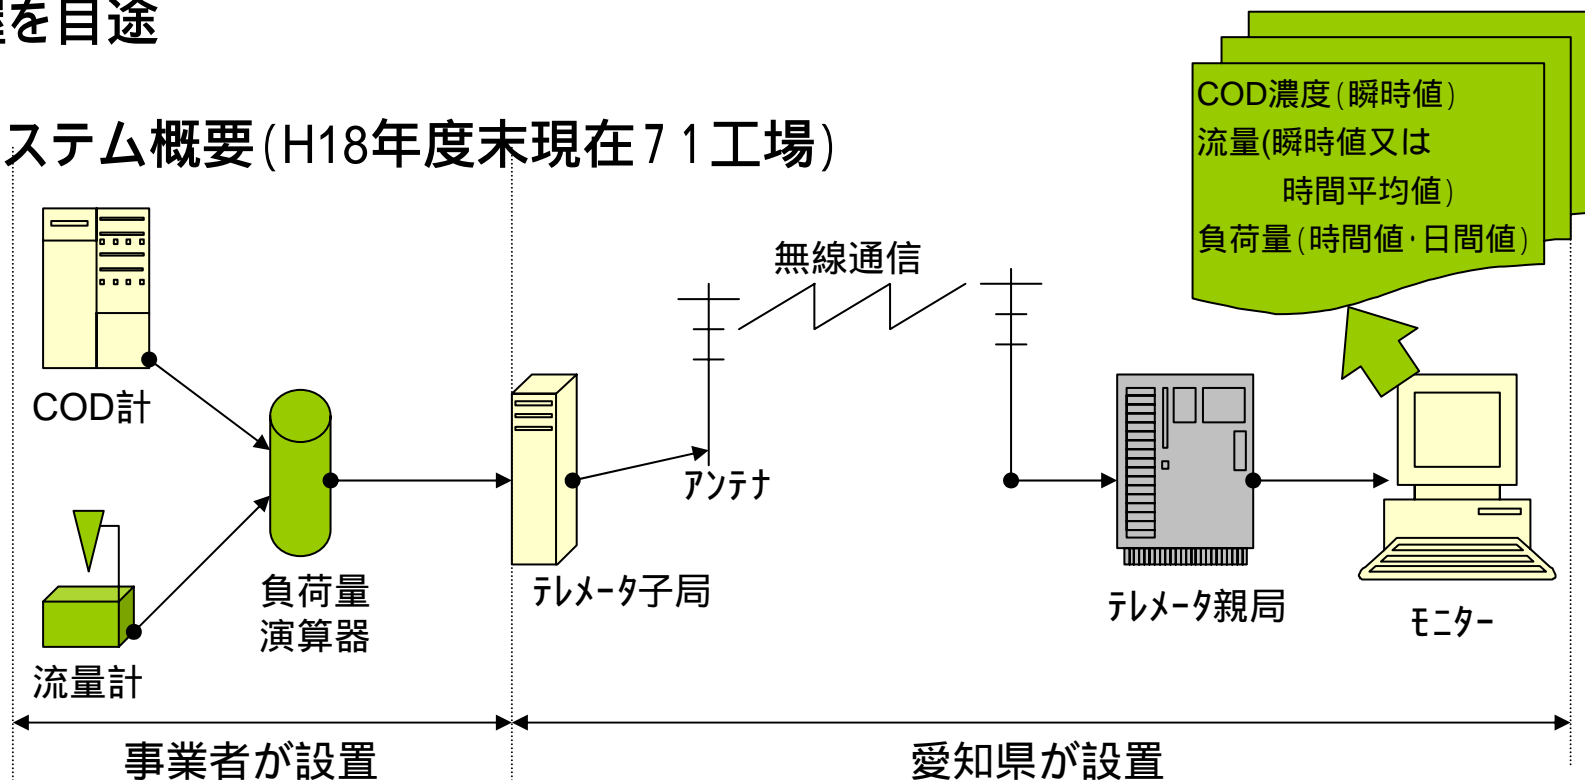 を目途
ステム概要(H18年度末現在71工場)
COD濃度(瞬時値)
流量(瞬時値又は
時間平均値)
負荷量(時間値・日間値)
無線通信
COD計
アンテナ
負荷量
演算器
テレメータ子局
テレメータ親局
モニター
流量計
事業者が設置
愛知県が設置